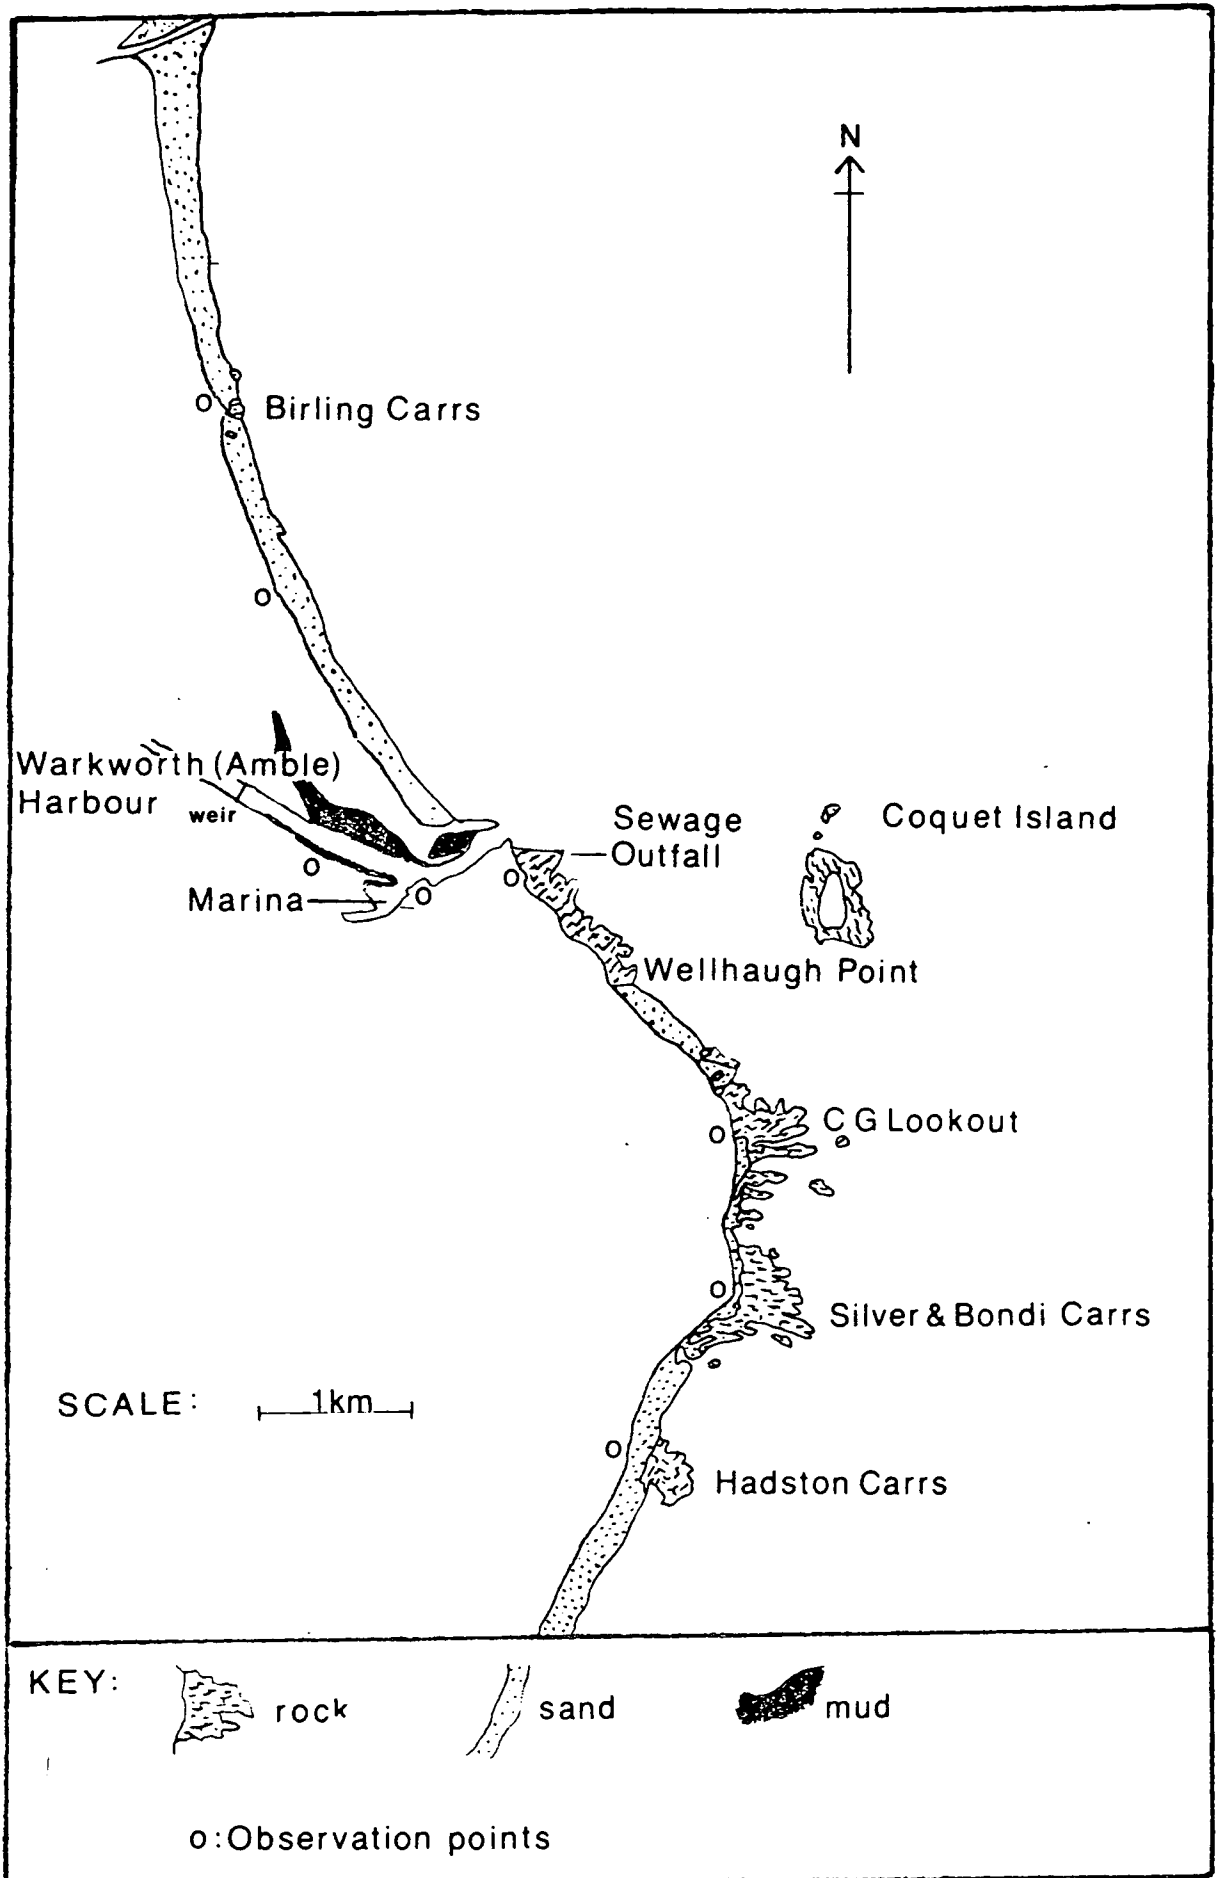 N
Birling Carrs
Warkworth (Amble)
Harbour
weir
Sewage
Outfall
Coquet Island
Marina
Wellhaugh Point
C G Lookout
Silver & Bondi Carrs
SCALE: 1km
Hadston Carrs
KEY:
rock
sand
mud
o: Observation points